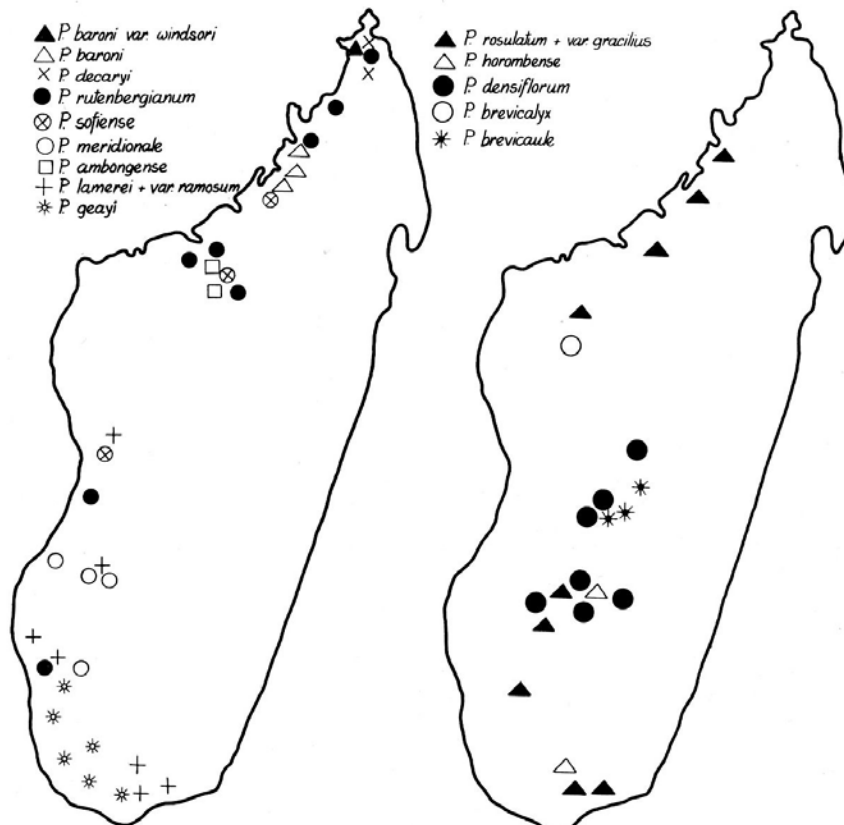 P. baroni var. windsori
P. baroni
P. decaryi
P. rutenbergianum
P. sofiense
P. meridionale
P. ambongense
P. lamerei + var. ramosum
P. geayi
P. rosulatum + var. gracilius
P. horombense
P. densiflorum
P. brevicalyx
P. brevicaule